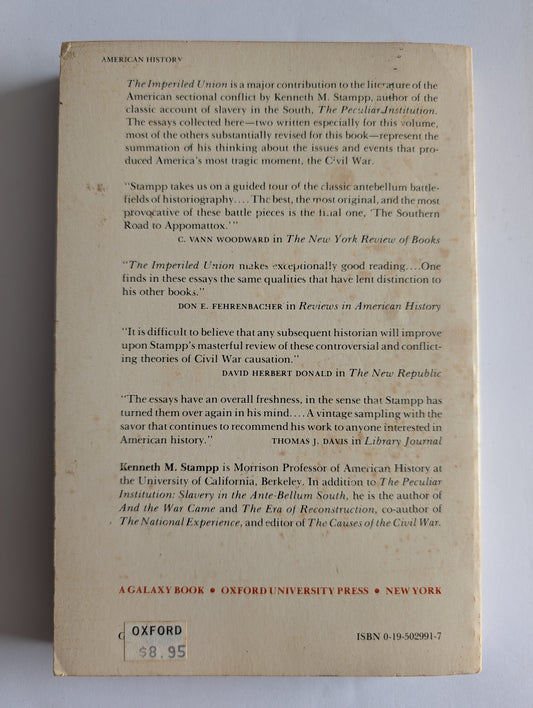 AMERICAN HISTORY
The Imperiled Union is a major contribution to the literature of the
American sectional conflict by Kenneth M. Stampp, author of the
classic account of slavery in the South, The Peculiar Institution.
The essays collected here—two written especially for this volume,
most of the others substantially revised for this book—represent the
summation of his thinking about the issues and events that pro-
duced America's most tragic moment, the Civil War.
"Stampp takes us on a guided tour of the classic antebellum battle-
fields of historiography.... The best, the most original, and the most
provocative of these battle pieces is the final one, 'The Southern
Road to Appomattox.'"
C. VANN WOODWARD in The New York Review of Books
"The Imperiled Union makes exceptionally good reading....One
finds in these essays the same qualities that have lent distinction to
his other books."
DON E. FEHRENBACHER in Reviews in American History
"It is difficult to believe that any subsequent historian will improve
upon Stampp's masterful review of these controversial and conflict-
ing theories of Civil War causation."
DAVID HERBERT DONALD in The New Republic
"The essays have an overall freshness, in the sense that Stampp has
turned them over again in his mind....A vintage sampling with the
savor that continues to recommend his work to anyone interested in
American history." THOMAS J. DAVIS in Library Journal
Kenneth M. Stampp is Morrison Professor of American History at
the University of California, Berkeley. In addition to The Peculiar
Institution: Slavery in the Ante-Bellum South, he is the author of
And the War Came and The Era of Reconstruction, co-author of
The National Experience, and editor of The Causes of the Civil War.
A GALAXY BOOK • OXFORD UNIVERSITY PRESS • NEW YORK
OXFORD
$8.95
ISBN 0-19-502991-7